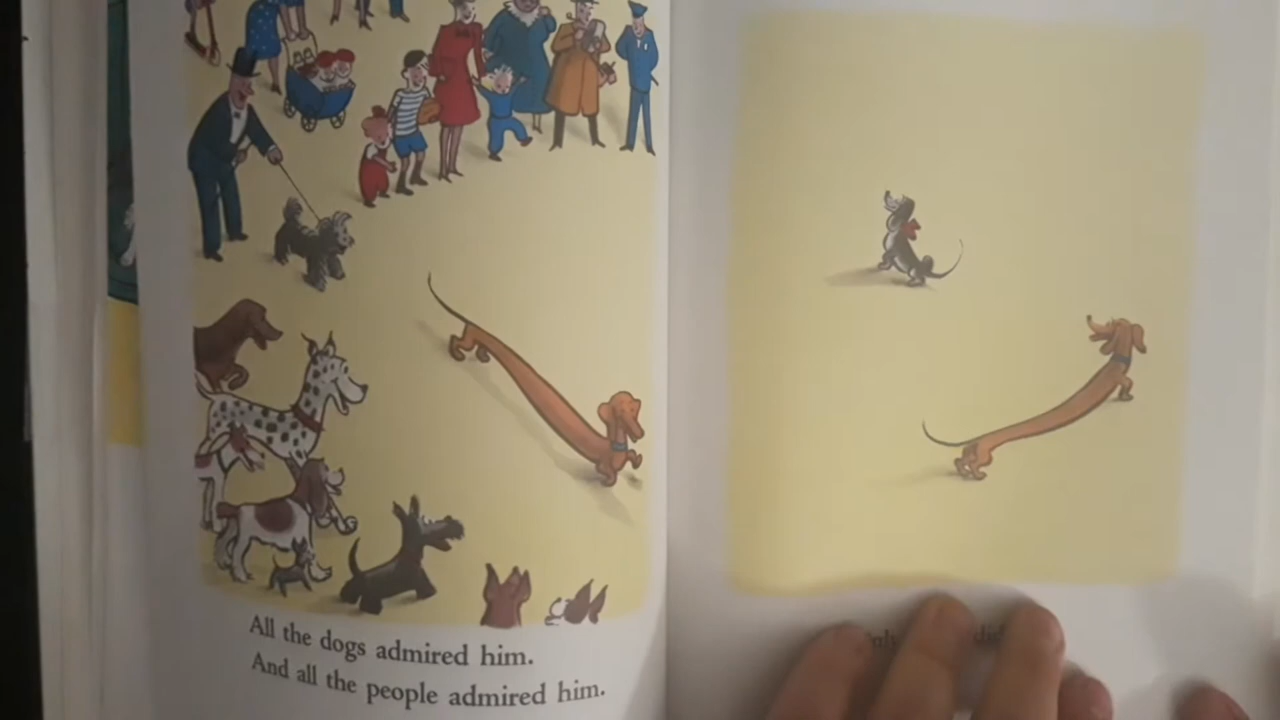 All the dogs admired him.
And all the people admired him.